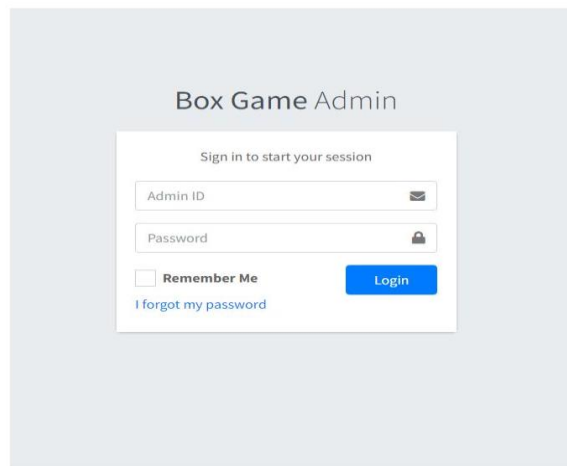 Box Game Admin
Sign in to start your session
Admin ID
Password
Remember Me
Login
I forgot my password